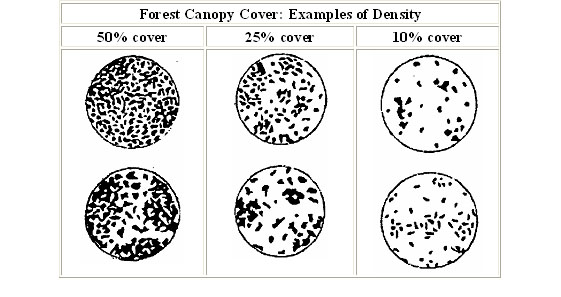 Forest Canopy Cover: Examples of Density
50% cover
25% cover
10% cover